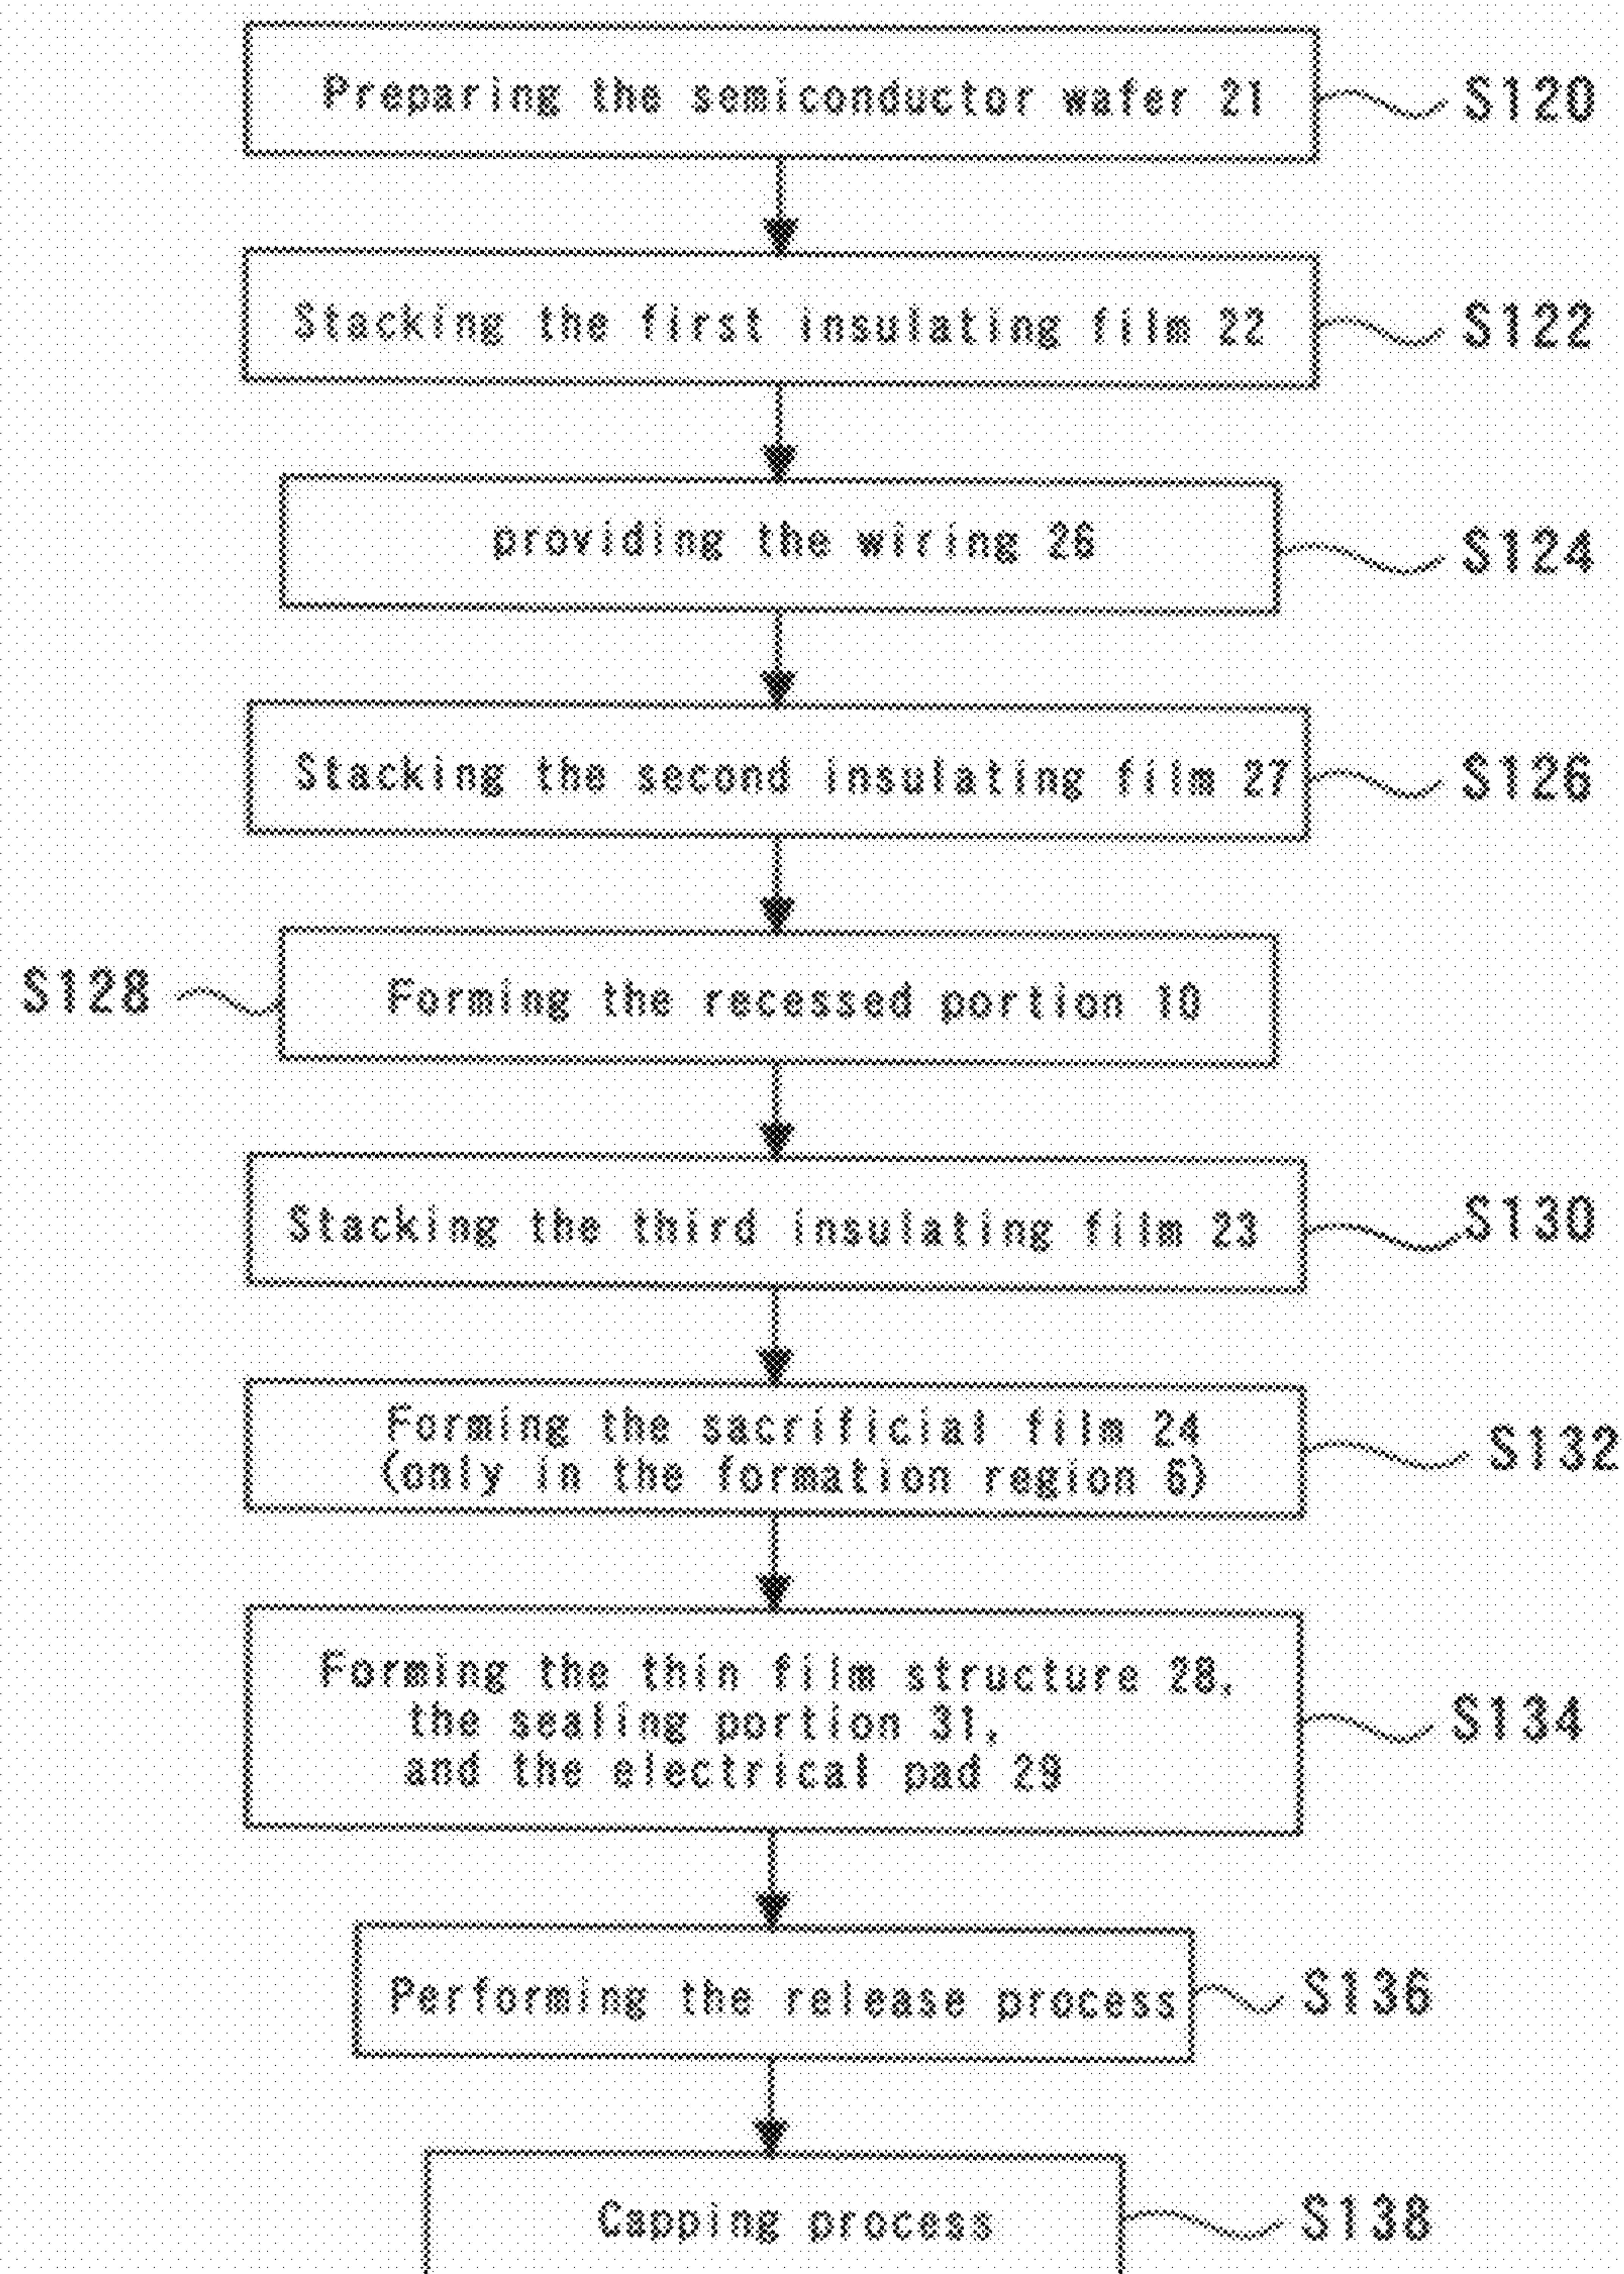 Preparing the semiconductor wafer 21 S120
Stacking the first insulating film 22 S122
providing the wiring 26 S124
Stacking the second insulating film 27 S126
S128 Forming the recessed portion 10
Stacking the third insulating film 23 S130
Forming the sacrificial film 24
(only in the formation region 6) S132
Forming the thin film structure 28,
the sealing portion 31, S134
and the electrical pad 29
Performing the release process S136
Capping process S138